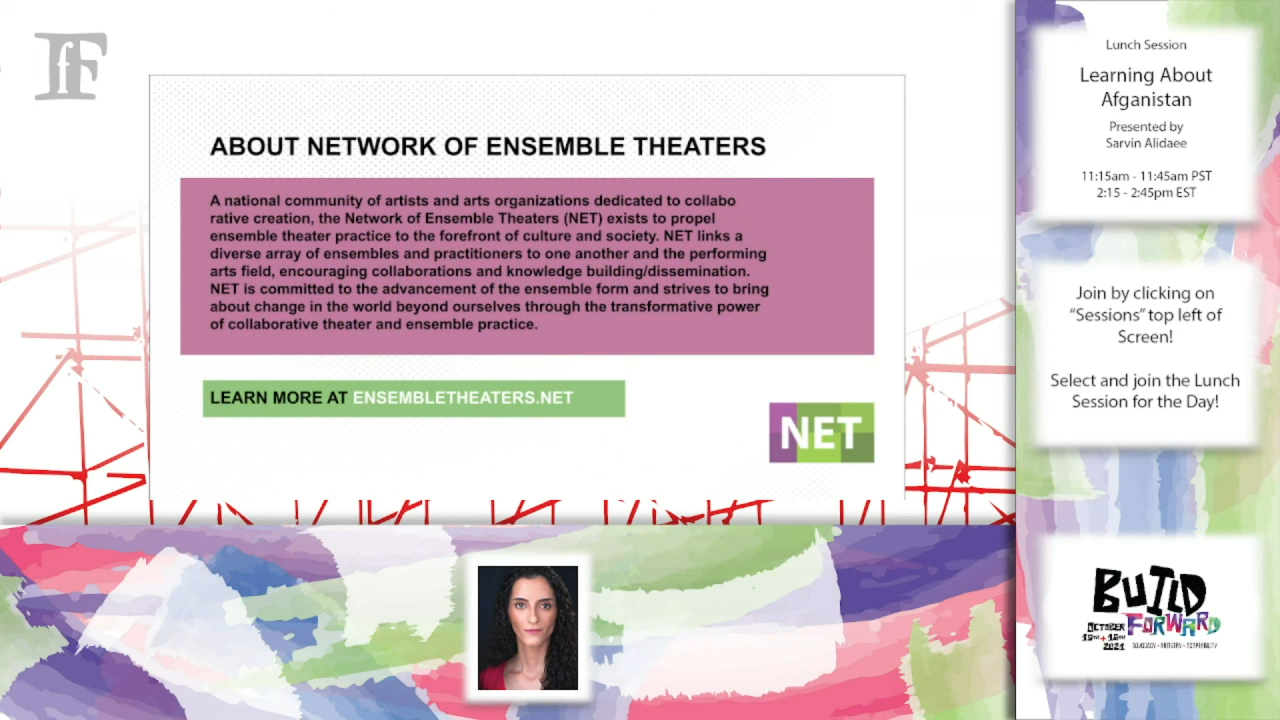 fF
ABOUT NETWORK OF ENSEMBLE THEATERS
A national community of artists and arts organizations dedicated to collabo
rative creation, the Network of Ensemble Theaters (NET) exists to propel
ensemble theater practice to the forefront of culture and society. NET links a
diverse array of ensembles and practitioners to one another and the performing
arts field, encouraging collaborations and knowledge building/dissemination.
NET is committed to the advancement of the ensemble form and strives to bring
about change in the world beyond ourselves through the transformative power
of collaborative theater and ensemble practice.
LEARN MORE AT ENSEMBLETHEATERS.NET
NET
Lunch Session
Learning About
Afganistan
Presented by
Sarvin Alidaee
11:15am - 11:45am PST
2:15 - 2:45pm EST
Join by clicking on
“Sessions” top left of
Screen!
Select and join the Lunch
Session for the Day!
BUILD
FORWARD
OCTOBER
15TH + 16TH
2021
ADVOCACY • ARTISTRY • ADAPTABILITY